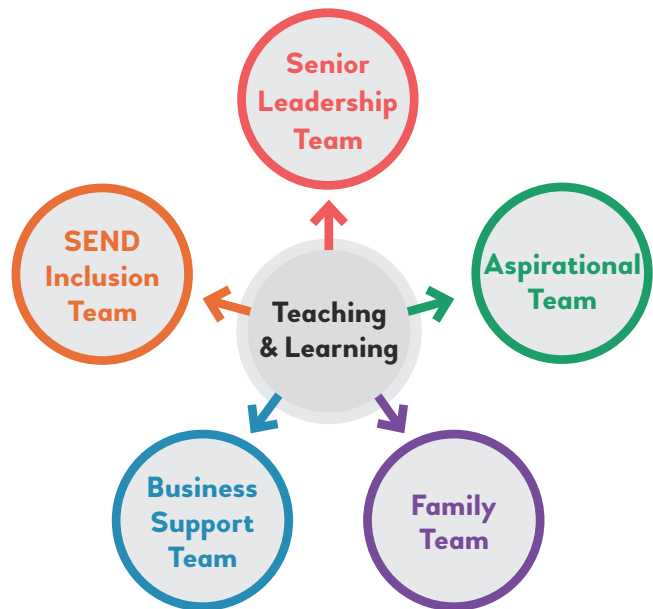 Senior
Leadership
Team
SEND
Inclusion
Team
Aspirational
Team
Teaching
& Learning
Business
Support
Team
Family
Team